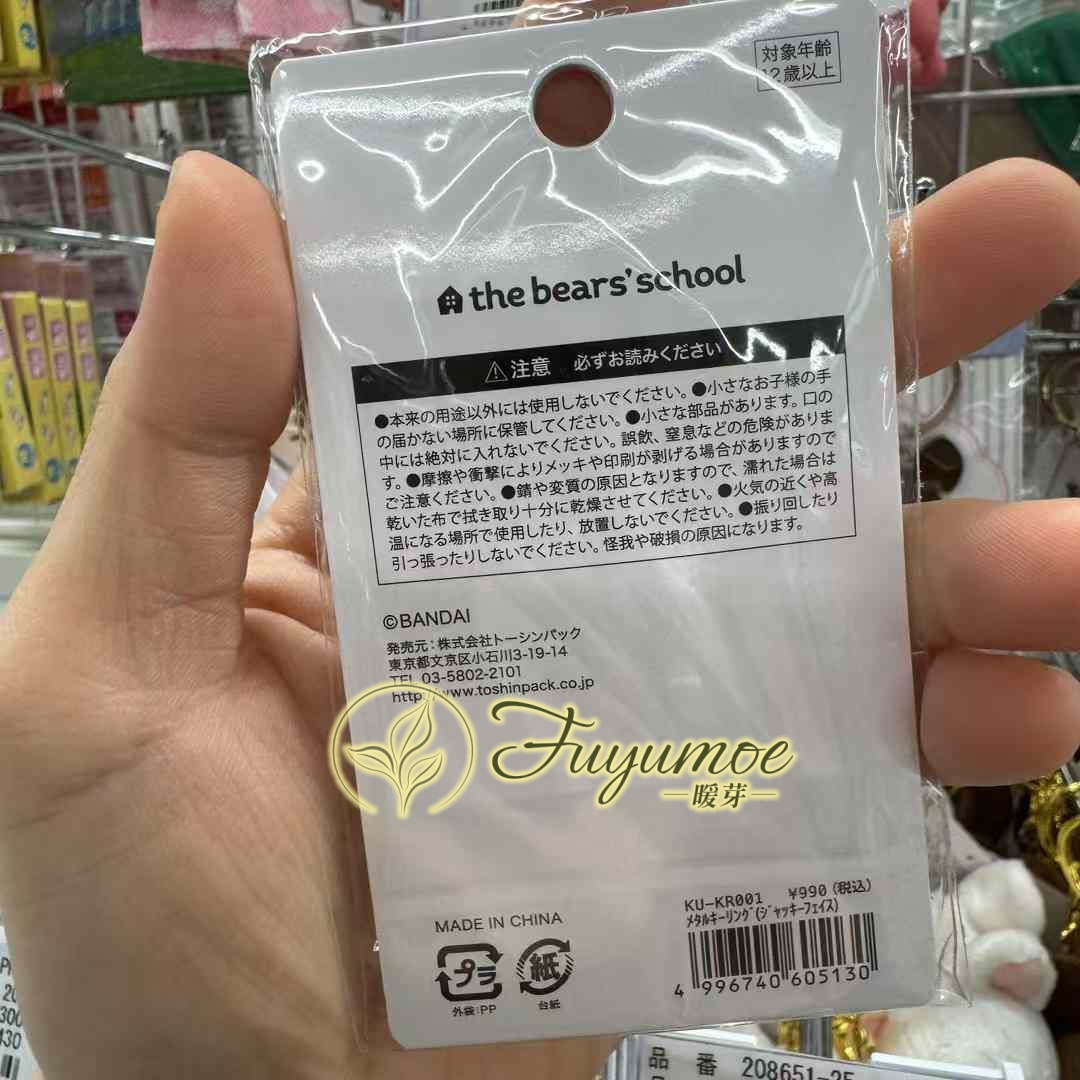 対象年齢
12歳以上
the bears' school
⚠注意 必ずお読みください
●本来の用途以外には使用しないでください。●小さなお子様の手
の届かない場所に保管してください。●小さな部品があります。口の
中には絶対に入れないでください。誤飲、窒息などの危険がありま
す。●摩擦や衝撃によりメッキや印刷が剥げる場合がありますので
ご注意ください。●錆や変質の原因となりますので、濡れた場合は
乾いた布で拭き取り十分に乾燥させてください。●火気の近くや高
温になる場所で使用したり、放置しないでください。●振り回したり
引っ張ったりしないでください。怪我や破損の原因になります。
©BANDAI
発売元:株式会社トーシンパック
東京都文京区小石川3-19-14
TEL 03-5802-2101
http://www.toshinpack.co.jp
Fuyumoe
暖芽
MADE IN CHINA
プラ
外袋:PP
紙
台紙
KU-KR001 ¥990(税込)
メタルキーリング(ジャッキーフェイス)
4 996740 605130
品番 208651-25